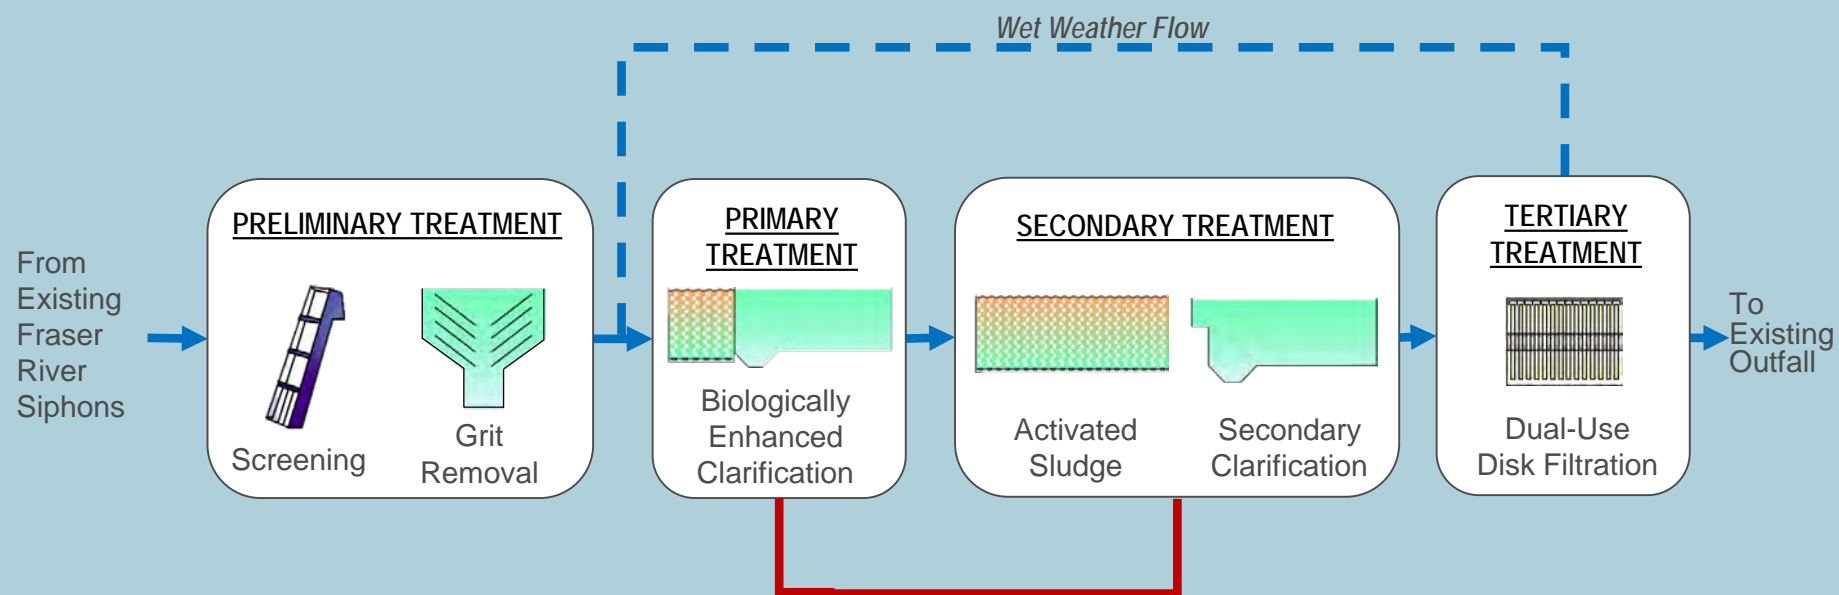 Wet Weather Flow
From
Existing
Fraser
River
Siphons
PRELIMINARY TREATMENT
Screening
Grit
Removal
PRIMARY
TREATMENT
Biologically
Enhanced
Clarification
SECONDARY TREATMENT
Activated
Sludge
Secondary
Clarification
TERTIARY
TREATMENT
Dual-Use
Disk Filtration
To
Existing
Outfall